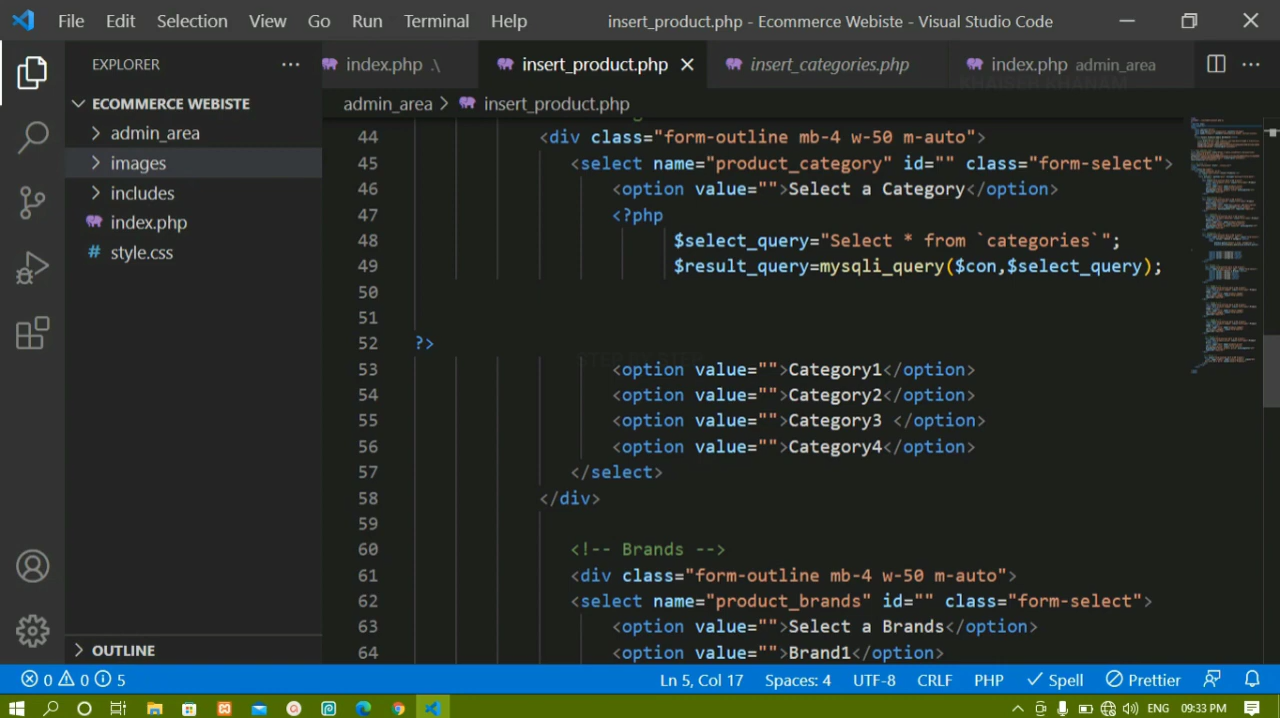 File Edit Selection View Go Run Terminal Help
insert_product.php - Ecommerce Webiste - Visual Studio Code
EXPLORER
index.php .\
insert_product.php
insert_categories.php
index.php admin_area
KHAISER KHANAM
ECOMMERCE WEBISTE
admin_area > insert_product.php
admin_area
images
includes
index.php
# style.css
44 <div class="form-outline mb-4 w-50 m-auto">
45 <select name="product_category" id="" class="form-select">
46 <option value="">Select a Category</option>
47 <?php
48 $select_query="Select * from `categories`";
49 $result_query=mysqli_query($con,$select_query);
50
51
52 ?>
STEP BY STEP
53 <option value="">Category1</option>
54 <option value="">Category2</option>
55 <option value="">Category3 </option>
56 <option value="">Category4</option>
57 </select>
58 </div>
59
60 <!-- Brands -->
61 <div class="form-outline mb-4 w-50 m-auto">
62 <select name="product_brands" id="" class="form-select">
63 <option value="">Select a Brands</option>
64 <option value="">Brand1</option>
OUTLINE
0 0 5
Ln 5, Col 17 Spaces: 4 UTF-8 CRLF PHP Spell Prettier
ENG 09:33 PM